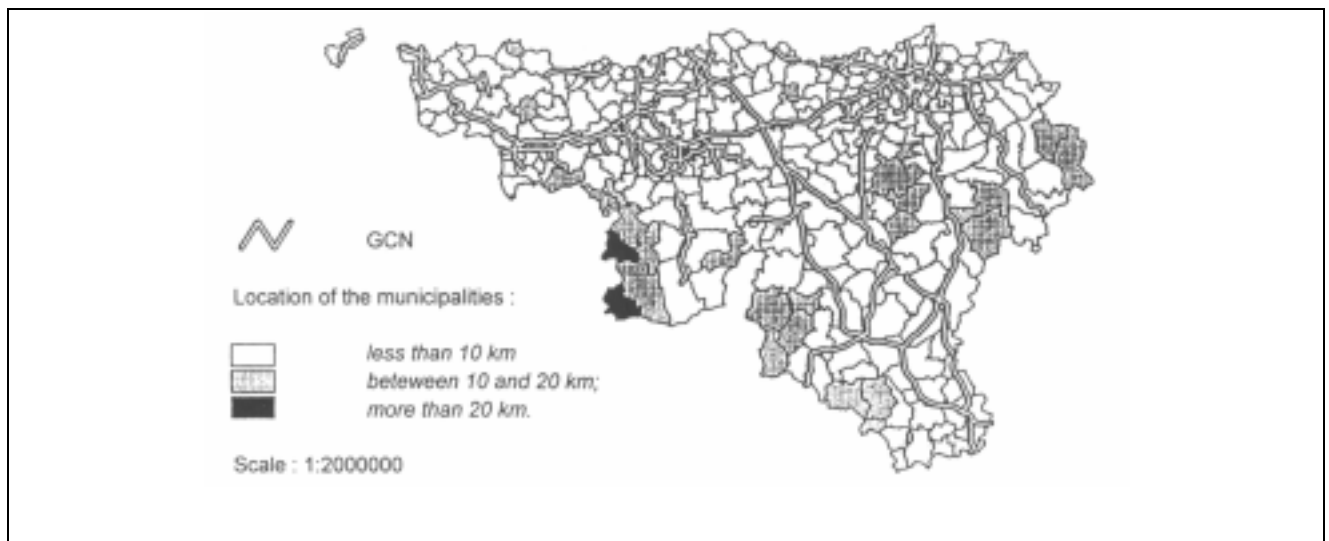 GCN
Location of the municipalities :
less than 10 km
beteween 10 and 20 km;
more than 20 km.
Scale : 1:2000000